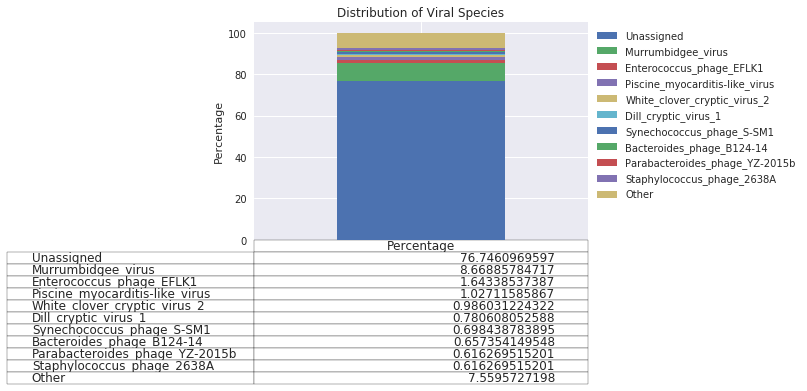 Distribution of Viral Species
100
80
60
40
20
0
Percentage
Unassigned
Murrumbidgee_virus
Enterococcus_phage_EFLK1
Piscine_myocarditis-like_virus
White_clover_cryptic_virus_2
Dill_cryptic_virus_1
Synechococcus_phage_S-SM1
Bacteroides_phage_B124-14
Parabacteroides_phage_YZ-2015b
Staphylococcus_phage_2638A
Other
Percentage
Unassigned 76.7460969597
Murrumbidgee_virus 8.66885784717
Enterococcus_phage_EFLK1 1.64338537387
Piscine_myocarditis-like_virus 1.02711585867
White_clover_cryptic_virus_2 0.986031224322
Dill_cryptic_virus_1 0.780608052588
Synechococcus_phage_S-SM1 0.698438783895
Bacteroides_phage_B124-14 0.657354149548
Parabacteroides_phage_YZ-2015b 0.616269515201
Staphylococcus_phage_2638A 0.616269515201
Other 7.5595727198